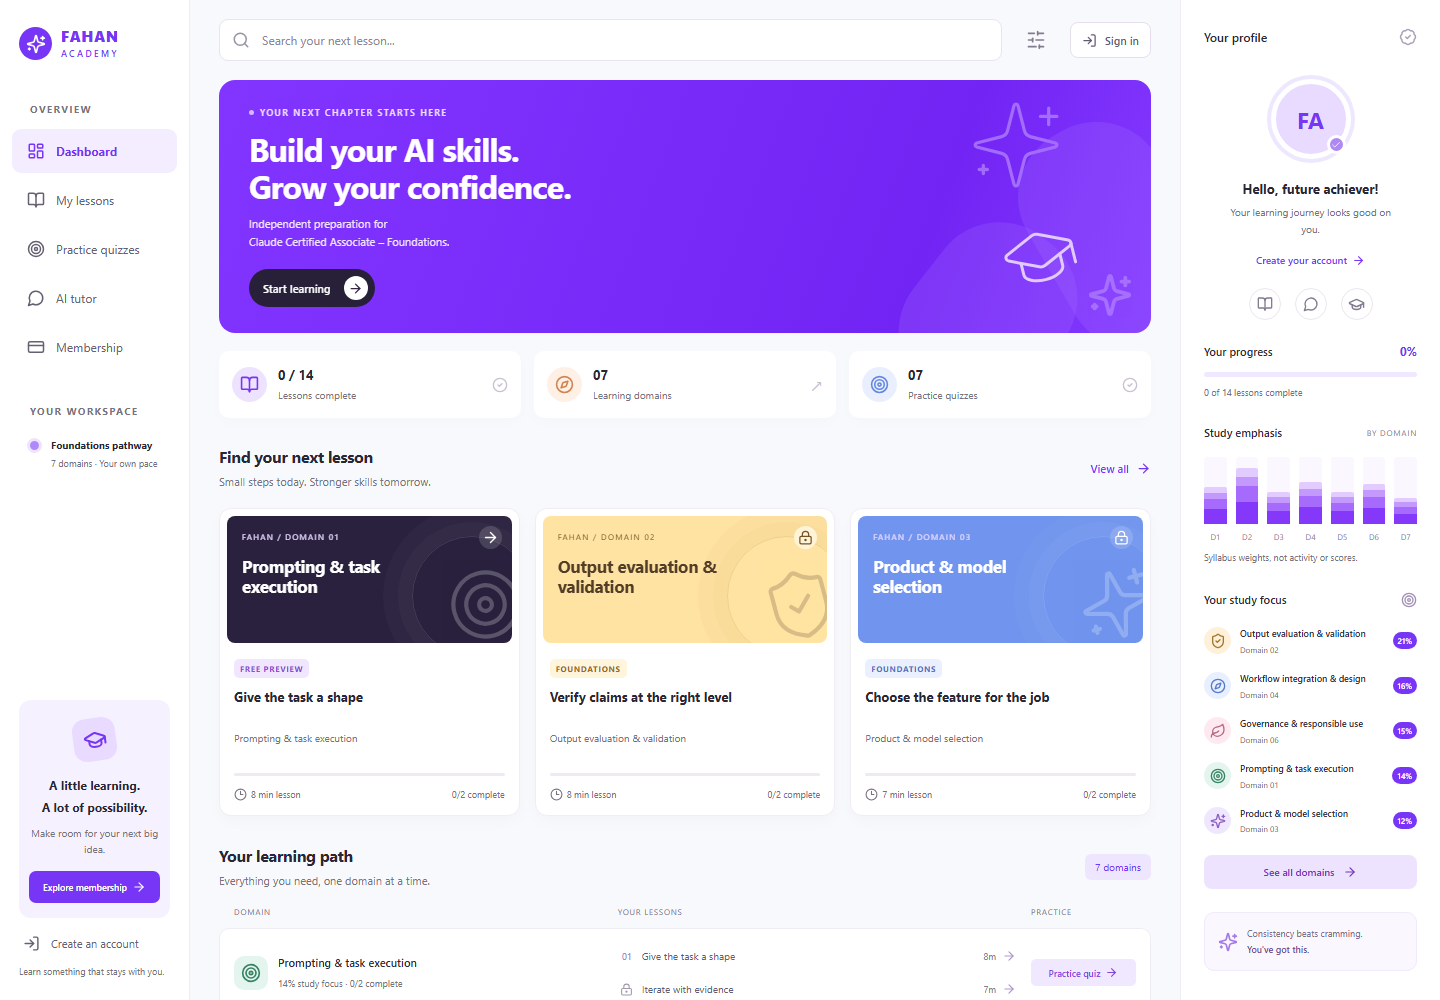 FAHAN
ACADEMY
OVERVIEW
Dashboard
My lessons
Practice quizzes
AI tutor
Membership
YOUR WORKSPACE
Foundations pathway
7 domains · Your own pace
A little learning.
A lot of possibility.
Make room for your next big
idea.
Explore membership
Create an account
Learn something that stays with you.
Search your next lesson...
Sign in
YOUR NEXT CHAPTER STARTS HERE
Build your AI skills.
Grow your confidence.
Independent preparation for
Claude Certified Associate – Foundations.
Start learning
0 / 14
Lessons complete
07
Learning domains
07
Practice quizzes
Find your next lesson
Small steps today. Stronger skills tomorrow.
View all
FAHAN / DOMAIN 01
Prompting & task
execution
FREE PREVIEW
Give the task a shape
Prompting & task execution
8 min lesson
0/2 complete
FAHAN / DOMAIN 02
Output evaluation &
validation
FOUNDATIONS
Verify claims at the right level
Output evaluation & validation
8 min lesson
0/2 complete
FAHAN / DOMAIN 03
Product & model
selection
FOUNDATIONS
Choose the feature for the job
Product & model selection
7 min lesson
0/2 complete
Your learning path
Everything you need, one domain at a time.
7 domains
DOMAIN
YOUR LESSONS
PRACTICE
Prompting & task execution
14% study focus · 0/2 complete
01 Give the task a shape
8m
Iterate with evidence
7m
Practice quiz
Your profile
FA
Hello, future achiever!
Your learning journey looks good on
you.
Create your account
Your progress
0%
0 of 14 lessons complete
Study emphasis
BY DOMAIN
D1 D2 D3 D4 D5 D6 D7
Syllabus weights, not activity or scores.
Your study focus
Output evaluation & validation
Domain 02
21%
Workflow integration & design
Domain 04
16%
Governance & responsible use
Domain 06
15%
Prompting & task execution
Domain 01
14%
Product & model selection
Domain 03
12%
See all domains
Consistency beats cramming.
You've got this.